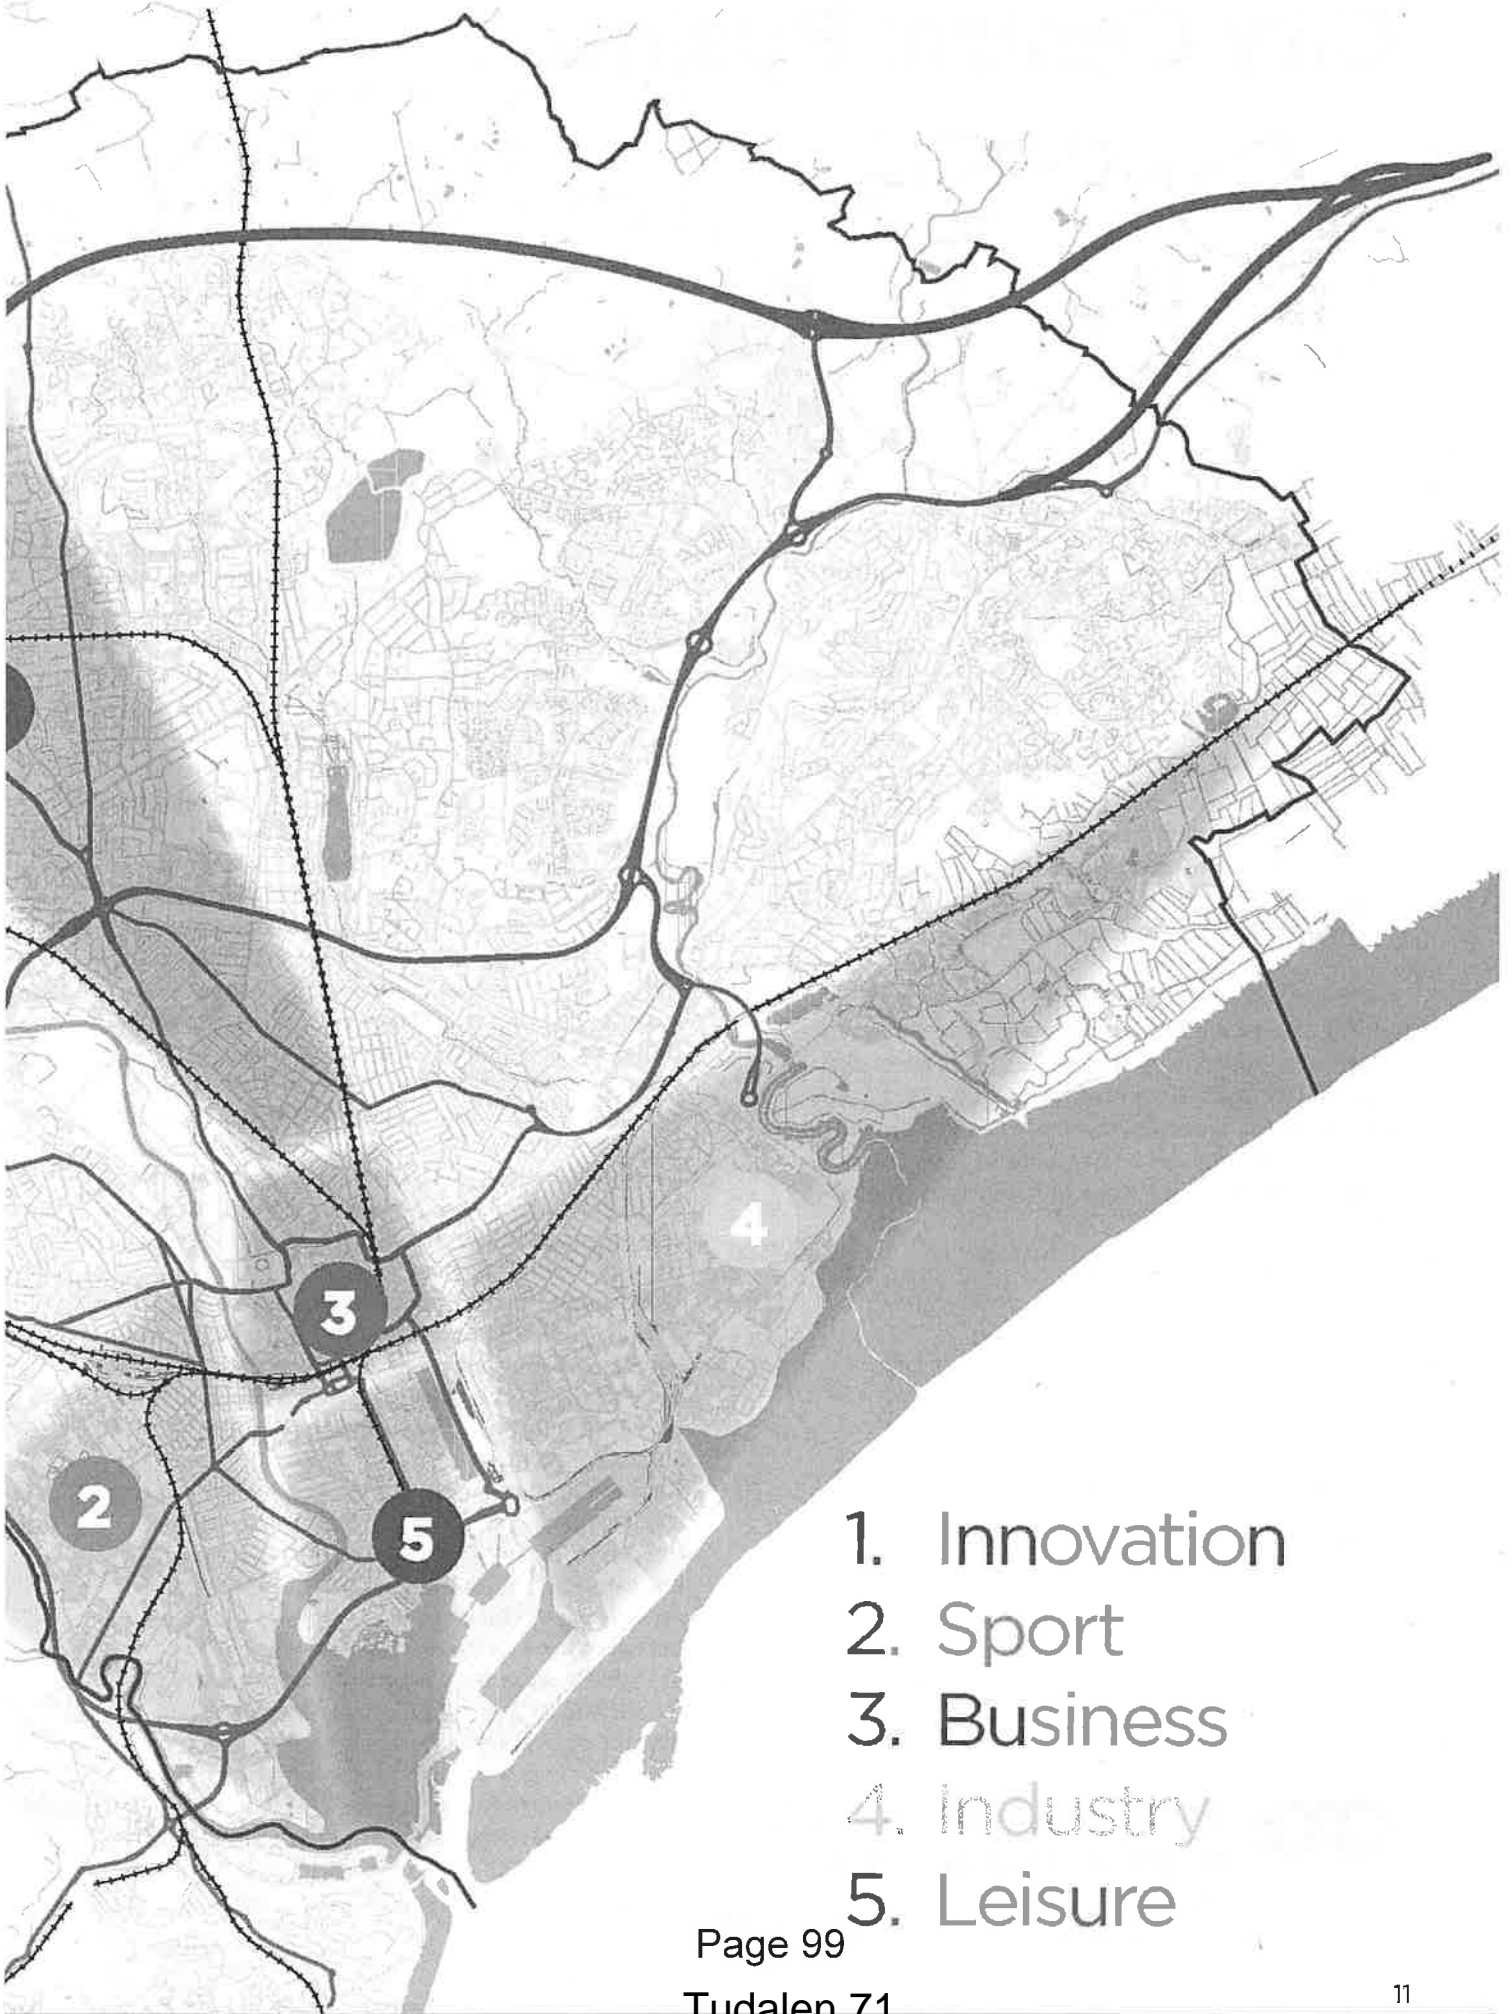 4
3
2
5
1. Innovation
2. Sport
3. Business
4. Industry
5. Leisure
Page 99
Tudalen 71
11